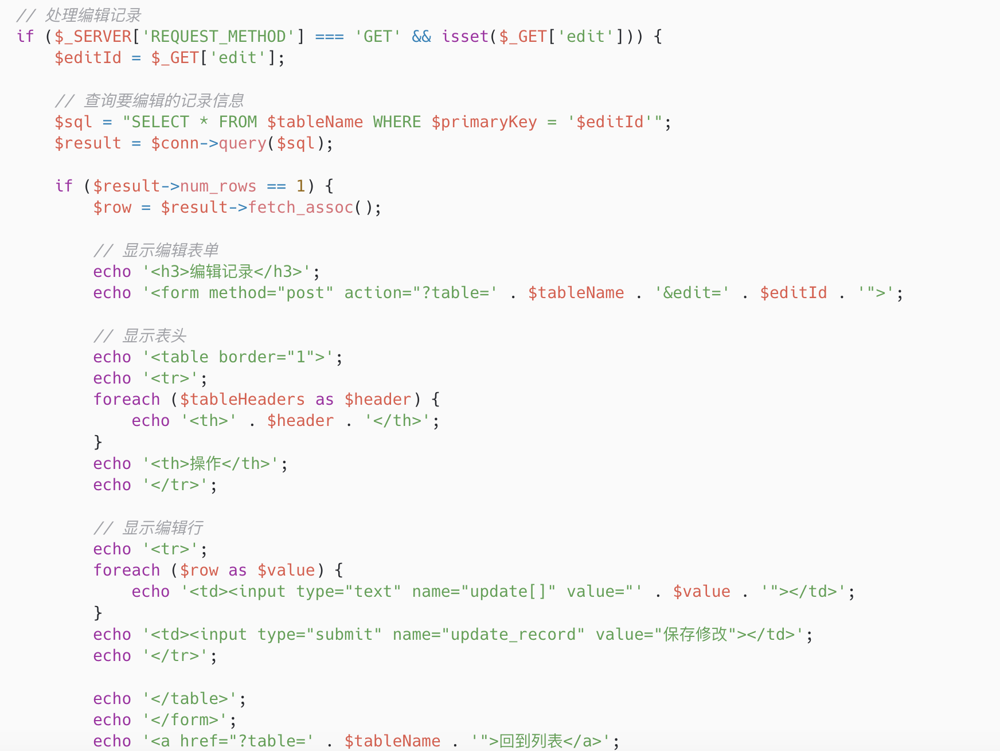 // 处理编辑记录
if ($_SERVER['REQUEST_METHOD'] === 'GET' && isset($_GET['edit'])) {
    $editId = $_GET['edit'];

    // 查询要编辑的记录信息
    $sql = "SELECT * FROM $tableName WHERE $primaryKey = '$editId'";
    $result = $conn->query($sql);

    if ($result->num_rows == 1) {
        $row = $result->fetch_assoc();

        // 显示编辑表单
        echo '<h3>编辑记录</h3>';
        echo '<form method="post" action="?table=' . $tableName . '&edit=' . $editId . '">';

        // 显示表头
        echo '<table border="1">';
        echo '<tr>';
        foreach ($tableHeaders as $header) {
            echo '<th>' . $header . '</th>';
        }
        echo '<th>操作</th>';
        echo '</tr>';

        // 显示编辑行
        echo '<tr>';
        foreach ($row as $value) {
            echo '<td><input type="text" name="update[]" value="' . $value . '"></td>';
        }
        echo '<td><input type="submit" name="update_record" value="保存修改"></td>';
        echo '</tr>';

        echo '</table>';
        echo '</form>';
        echo '<a href="?table=' . $tableName . '">回到列表</a>';